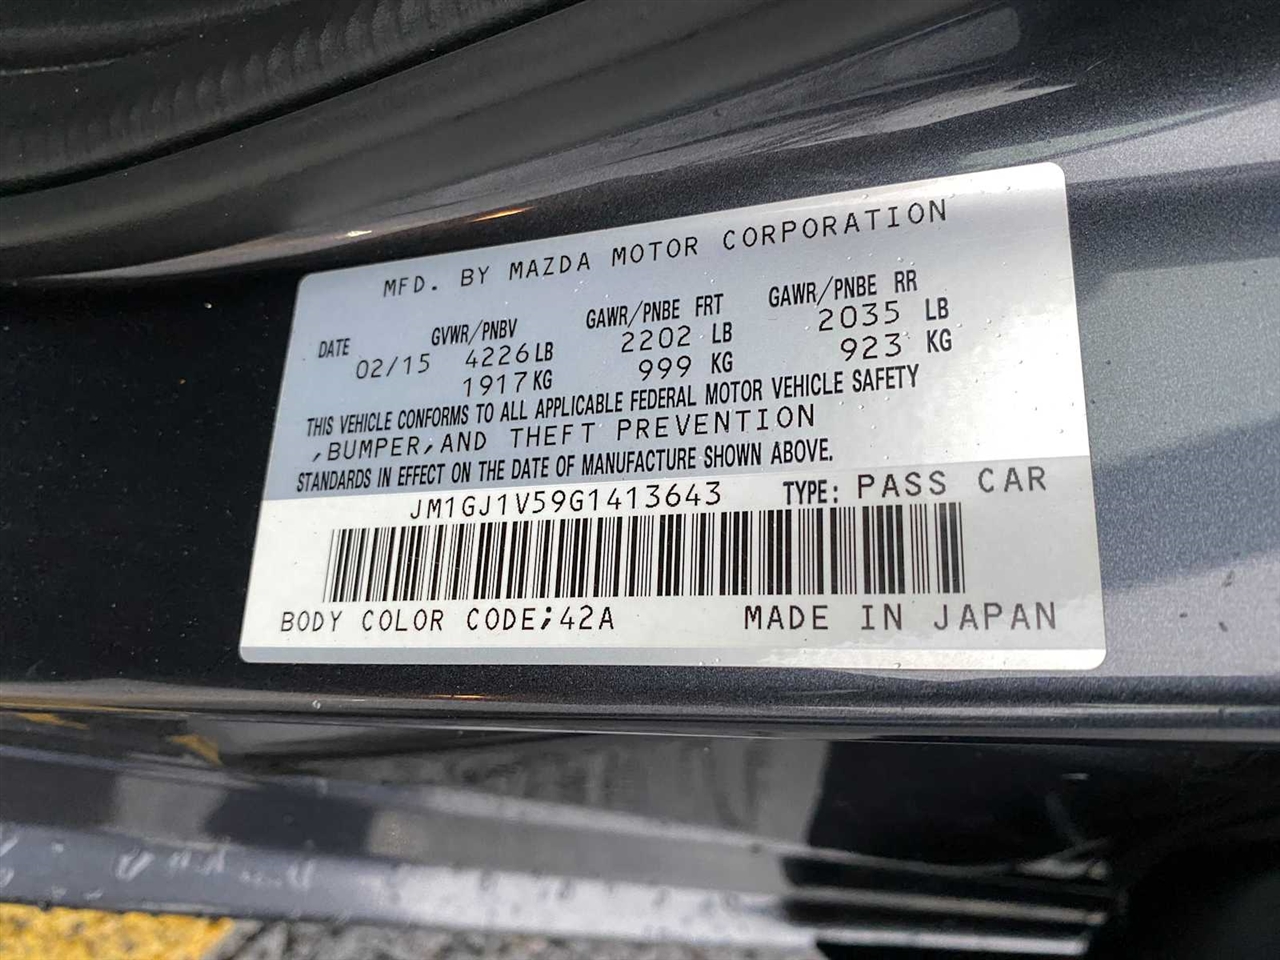 MFD. BY MAZDA MOTOR CORPORATION
DATE GVWR/PNBV GAWR/PNBE FRT GAWR/PNBE RR
02/15 4226 LB 2202 LB 2035 LB
1917 KG 999 KG 923 KG
THIS VEHICLE CONFORMS TO ALL APPLICABLE FEDERAL MOTOR VEHICLE SAFETY
,BUMPER,AND THEFT PREVENTION
STANDARDS IN EFFECT ON THE DATE OF MANUFACTURE SHOWN ABOVE.
JM1GJ1V59G1413643 TYPE: PASS CAR
BODY COLOR CODE;42A MADE IN JAPAN